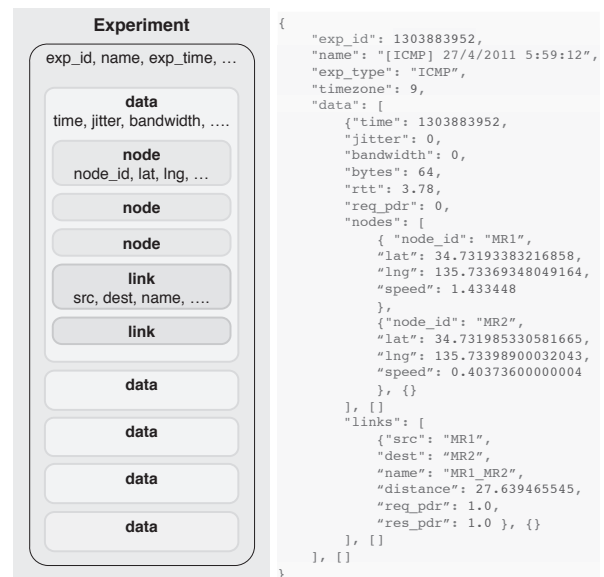 Experiment
exp_id, name, exp_time, …
data
time, jitter, bandwidth, ….
node
node_id, lat, lng, …
node
node
link
src, dest, name, ….
link
data
data
data
data
{
"exp_id": 1303883952,
"name": "[ICMP] 27/4/2011 5:59:12”,
"exp_type": "ICMP”,
"timezone": 9,
"data": [
{"time": 1303883952,
"jitter": 0,
"bandwidth": 0,
"bytes": 64,
"rtt": 3.78,
"req_pdr": 0,
"nodes": [
{ "node_id": "MR1”,
“lat”: 34.73193383216858,
“lng”: 135.73369348049164,
“speed”: 1.433448
},
{"node_id": "MR2”,
“lat”: 34.731985330581665,
“lng”: 135.73398900032043,
“speed”: 0.40373600000004
}, {}
], []
"links": [
{"src": "MR1”,
"dest": “MR2”,
“name”: "MR1_MR2”,
“distance”: 27.639465545,
“req_pdr”: 1.0,
“res_pdr”: 1.0 }, {}
], []
], []
}